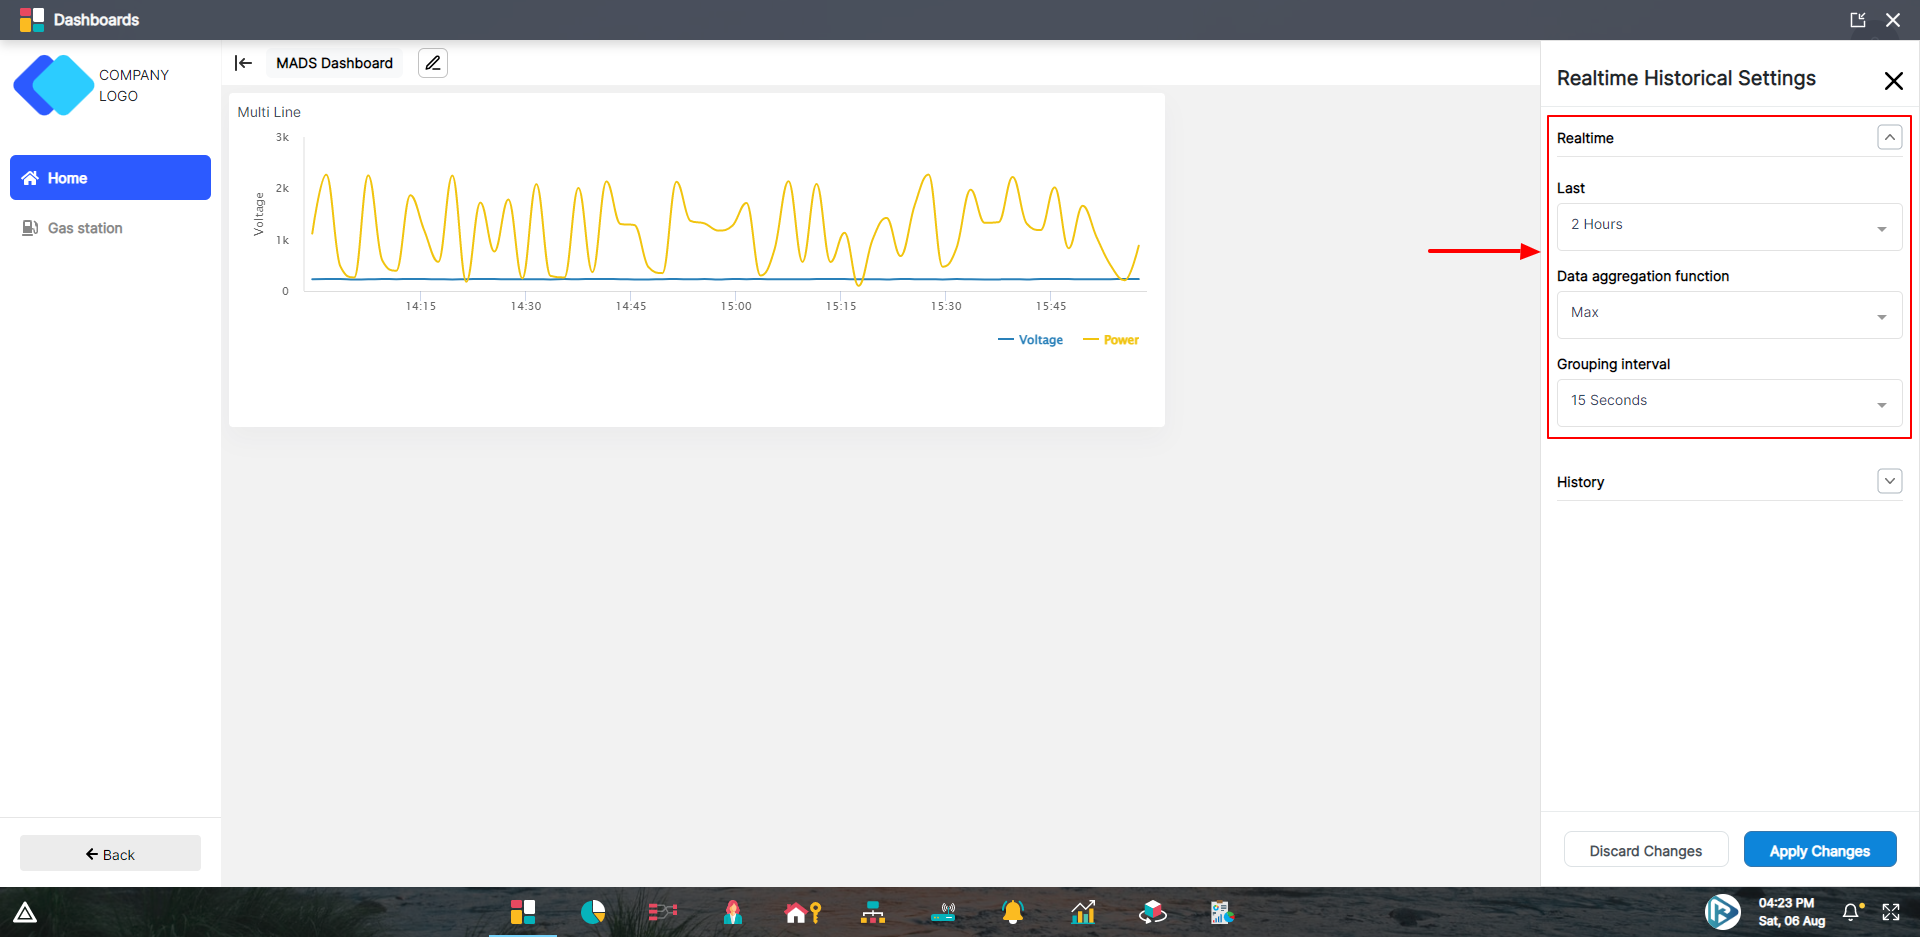 Dashboards
COMPANY
LOGO
Home
Gas station
Back
MADS Dashboard
Multi Line
3k
2k
1k
0
Voltage
14:15 14:30 14:45 15:00 15:15 15:30 15:45
Voltage Power
Realtime Historical Settings
Realtime
Last
2 Hours
Data aggregation function
Max
Grouping interval
15 Seconds
History
Discard Changes Apply Changes
04:23 PM
Sat, 06 Aug